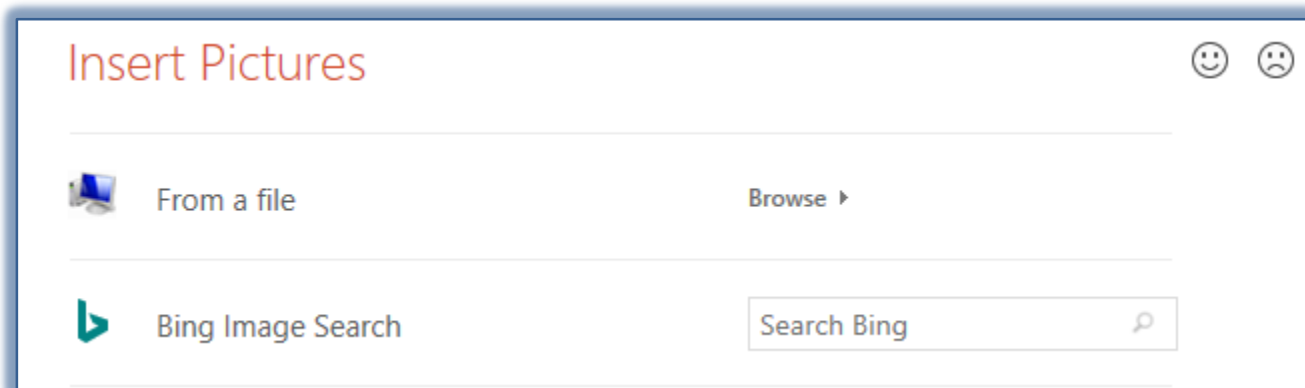 Insert Pictures
From a file
Browse
Bing Image Search
Search Bing